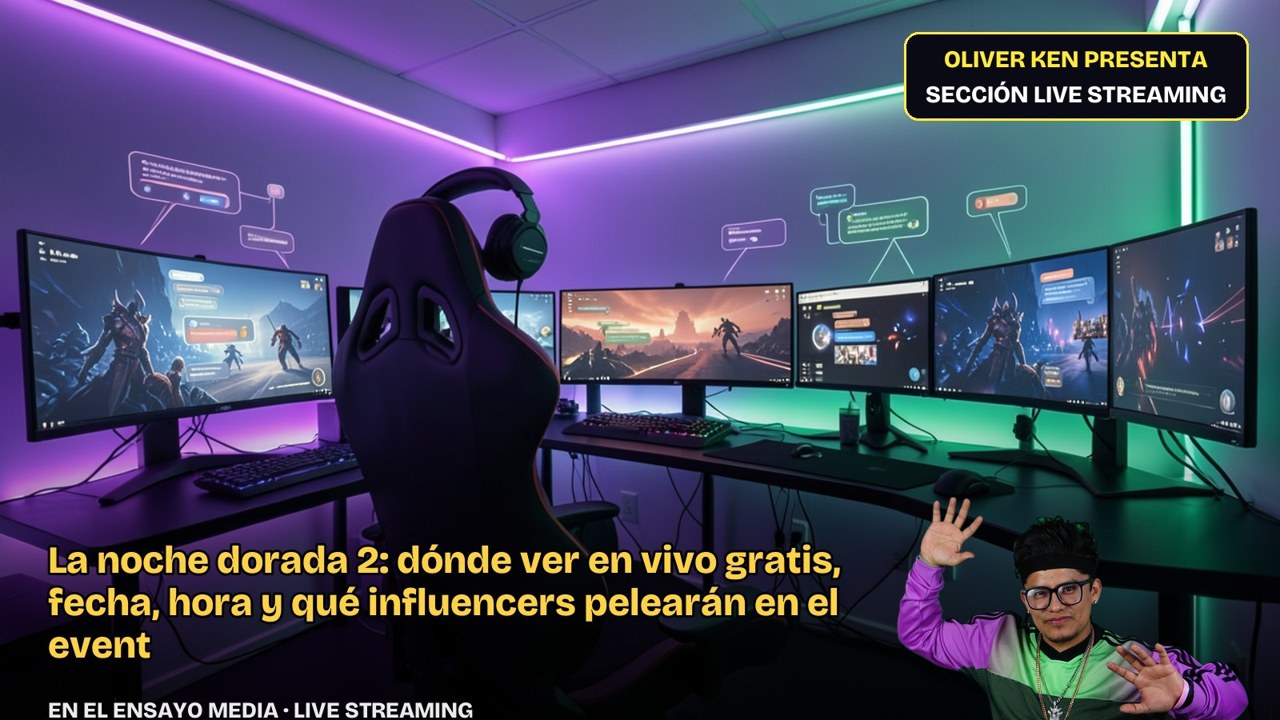 OLIVER KEN PRESENTA
SECCIÓN LIVE STREAMING
La noche dorada 2: dónde ver en vivo gratis,
fecha, hora y qué influencers pelearán en el
event
EN EL ENSAYO MEDIA · LIVE STREAMING